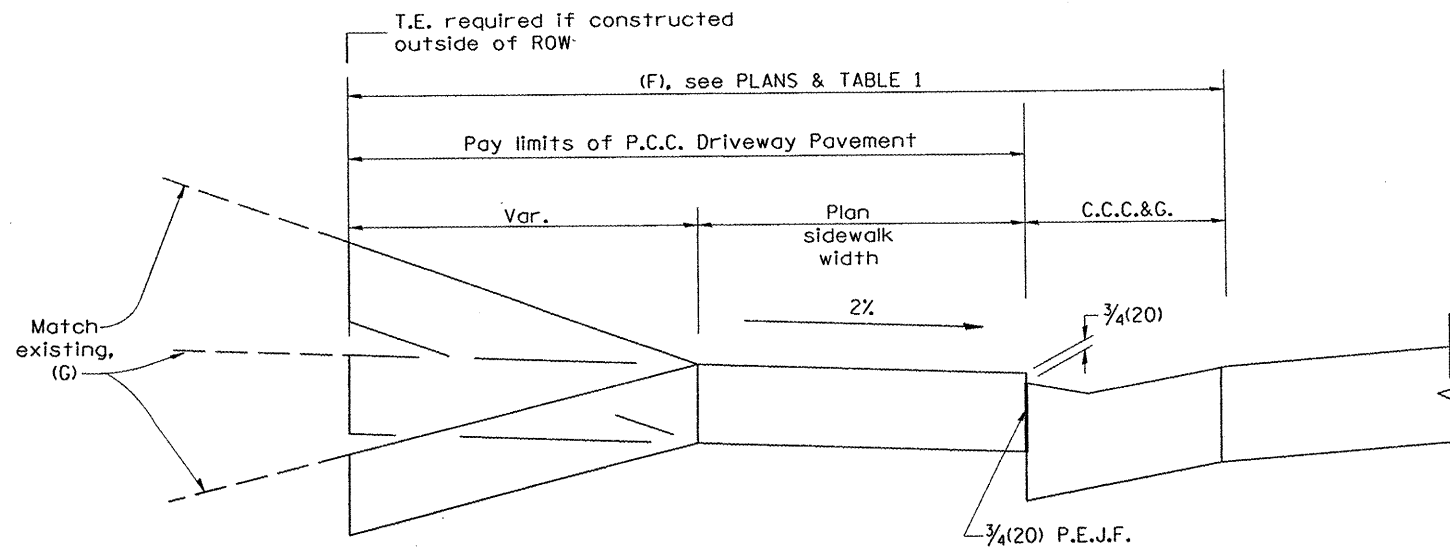 T.E. required if constructed
outside of ROW
(F), see PLANS & TABLE 1
Pay limits of P.C.C. Driveway Pavement
Var.
Plan
sidewalk
width
C.C.C.&G.
2%
3/4(20)
Match
existing,
(G)
3/4(20) P.E.J.F.